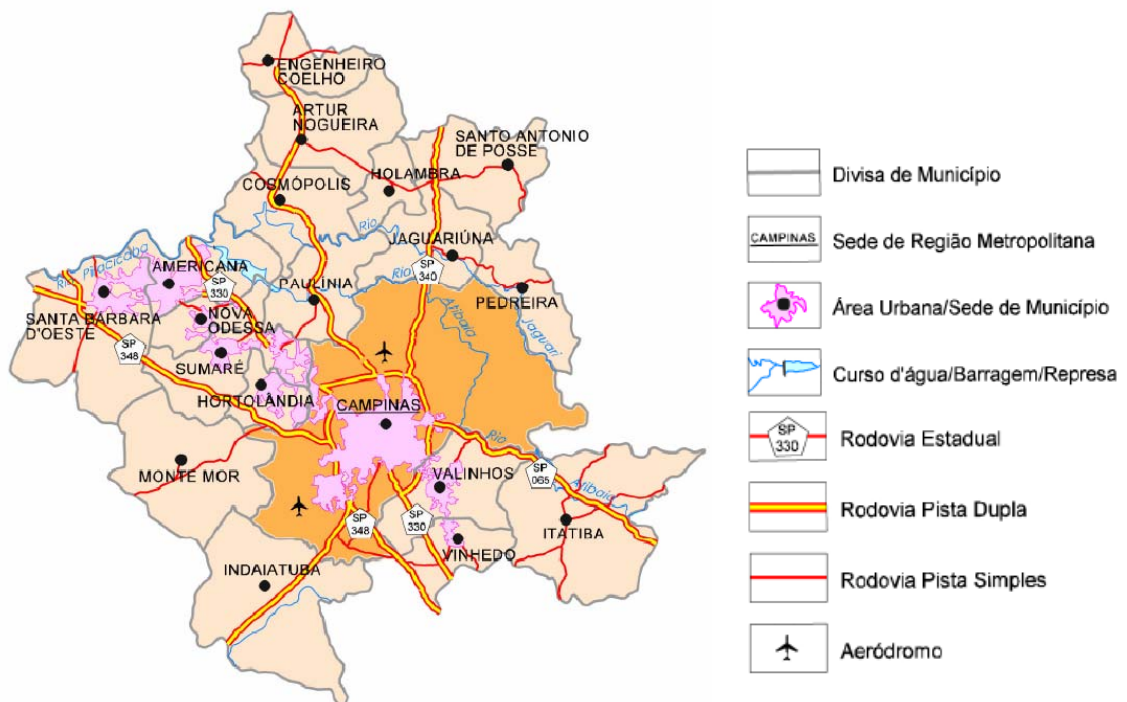 ENGENHEIRO
COELHO
ARTUR
NOGUEIRA
SANTO ANTONIO
DE POSSE
HOLAMBRA
COSMÓPOLIS
Rio
JAGUARIÚNA
Rio Piracicaba
AMERICANA
SP
330
PAULÍNIA
Rio
SP
340
PEDREIRA
Atibaia
Jaguari
SANTA BARBARA
D"OESTE
NOVA
ODESSA
SP
348
SUMARÉ
HORTOLÂNDIA
CAMPINAS
Rio
MONTE MOR
VALINHOS
SP
065
Atibaia
SP
348
SP
330
ITATIBA
VINHEDO
INDAIATUBA
Divisa de Município
CAMPINAS
Sede de Região Metropolitana
Área Urbana/Sede de Município
Curso d'água/Barragem/Represa
SP
330
Rodovia Estadual
Rodovia Pista Dupla
Rodovia Pista Simples
Aeródromo